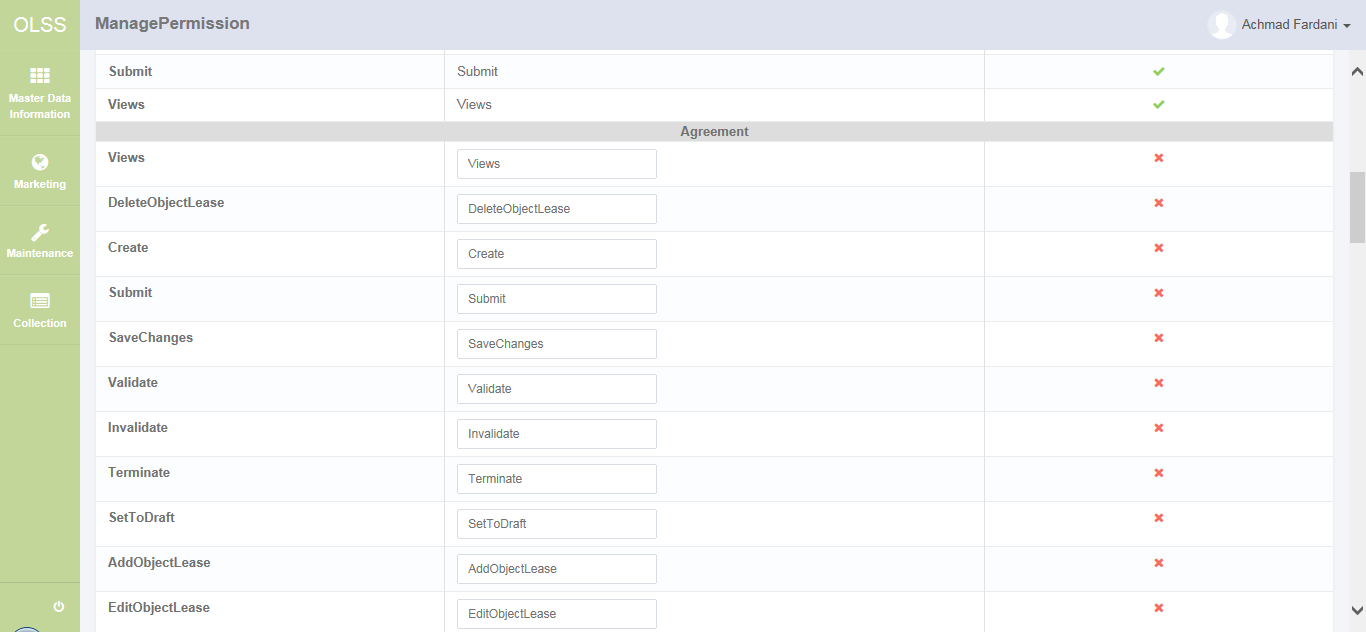 OLSS
ManagePermission
Achmad Fardani
Master Data
Information
Marketing
Maintenance
Collection
Submit Submit
Views Views
Agreement
Views Views
DeleteObjectLease DeleteObjectLease
Create Create
Submit Submit
SaveChanges SaveChanges
Validate Validate
Invalidate Invalidate
Terminate Terminate
SetToDraft SetToDraft
AddObjectLease AddObjectLease
EditObjectLease EditObjectLease